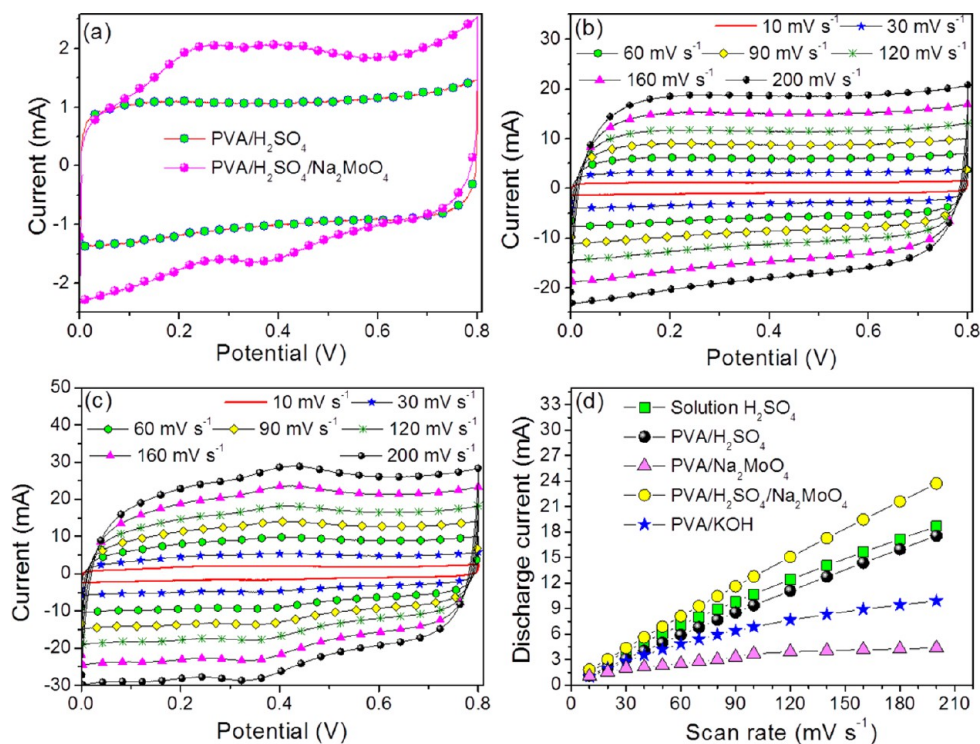 (a)
2
1
0
-1
-2
Current (mA)
PVA/H₂SO₄
PVA/H₂SO₄/Na₂MoO₄
0.0 0.2 0.4 0.6 0.8
Potential (V)
(b)
30
20
10
0
-10
-20
Current (mA)
10 mV s⁻¹ 30 mV s⁻¹
60 mV s⁻¹ 90 mV s⁻¹ 120 mV s⁻¹
160 mV s⁻¹ 200 mV s⁻¹
0.0 0.2 0.4 0.6 0.8
Potential (V)
(c)
50
40
30
20
10
0
-10
-20
-30
Current (mA)
10 mV s⁻¹ 30 mV s⁻¹
60 mV s⁻¹ 90 mV s⁻¹ 120 mV s⁻¹
160 mV s⁻¹ 200 mV s⁻¹
0.0 0.2 0.4 0.6 0.8
Potential (V)
(d)
33
30
27
24
21
18
15
12
9
6
3
0
Discharge current (mA)
Solution H₂SO₄
PVA/H₂SO₄
PVA/Na₂MoO₄
PVA/H₂SO₄/Na₂MoO₄
PVA/KOH
0 30 60 90 120 150 180 210
Scan rate (mV s⁻¹)